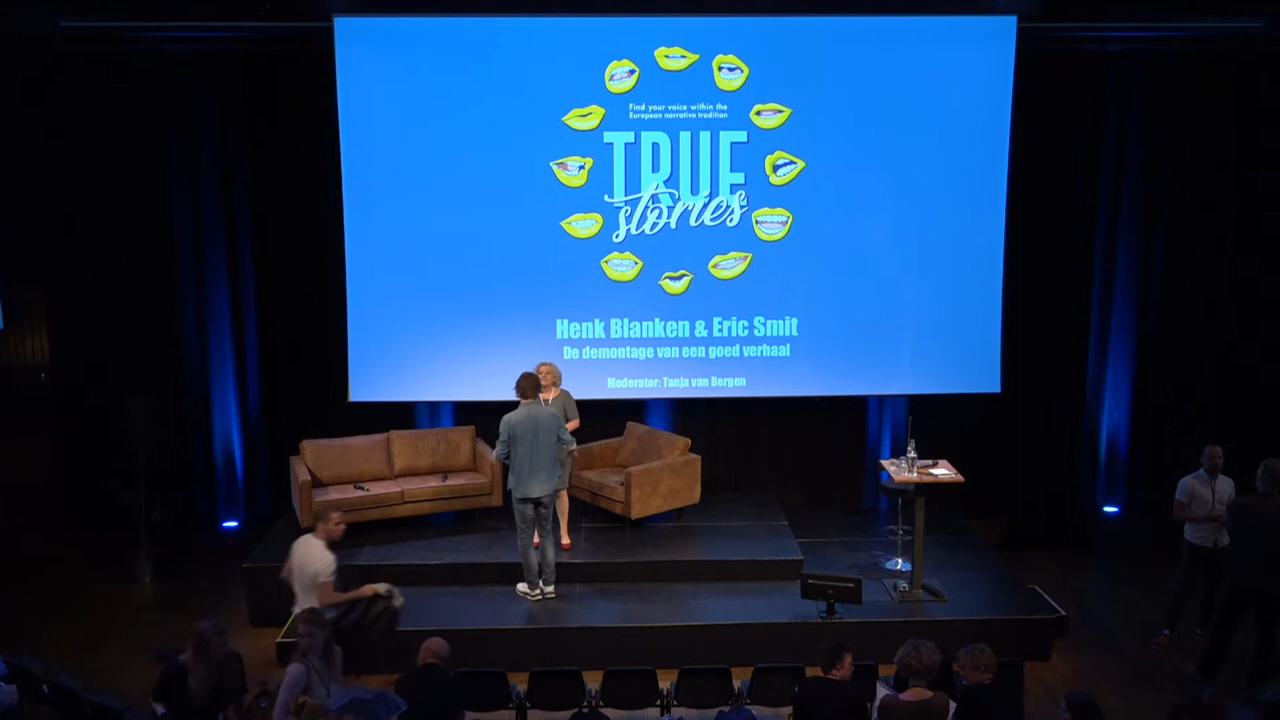 Find your voice within the
European narrative tradition
TRUE
stories
Henk Blanken & Eric Smit
De demontage van een goed verhaal
Moderator: Tanja van Bergen